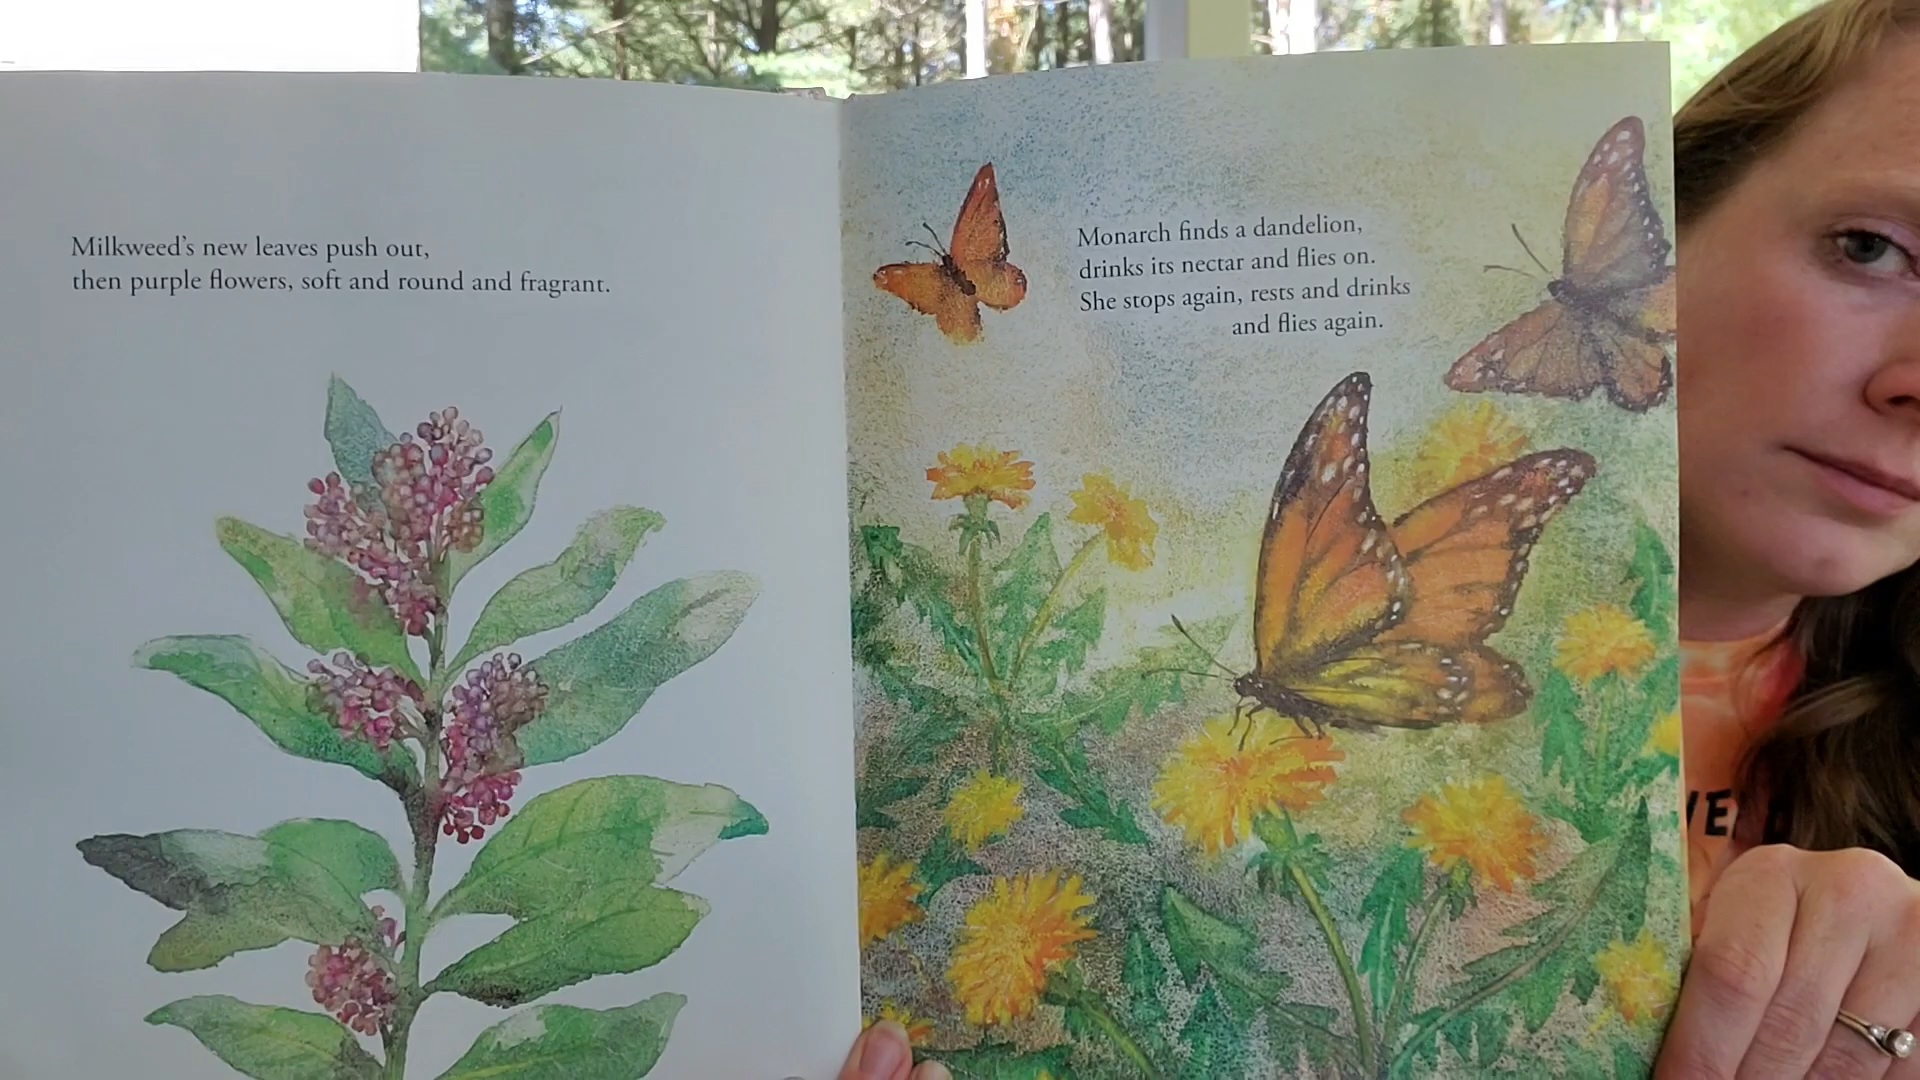 Milkweed's new leaves push out,
then purple flowers, soft and round and fragrant.
Monarch finds a dandelion,
drinks its nectar and flies on.
She stops again, rests and drinks
and flies again.